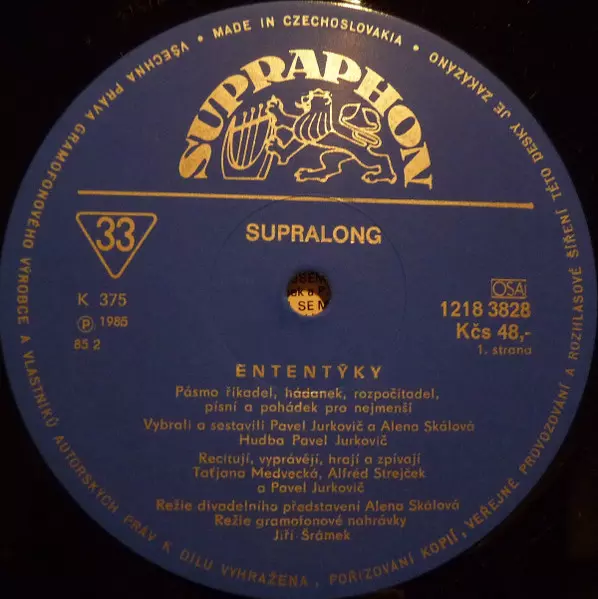 VŠECHNA PRÁVA GRAMOFONOVÉHO VÝROBCE A VLASTNÍKŮ AUTORSKÝCH PRÁV K DÍLU VYHRAŽENA, POŘIZOVÁNÍ KOPIÍ, VEŘEJNÉ PROVOZOVÁNÍ A ROZHLASOVÉ ŠÍŘENÍ TÉTO DESKY JE ZAKÁZÁNO • MADE IN CZECHOSLOVAKIA •
SUPRAPHON
33
SUPRALONG
K 375
Ⓟ 1985
85 2
OSA
1218 3828
Kčs 48,-
1. strana
ENTENTÝKY
Pásmo říkadel, hádanek, rozpočítadel,
písní a pohádek pro nejmenší
Vybrali a sestavili Pavel Jurkovič a Alena Skálová
Hudba Pavel Jurkovič
Recitují, vyprávějí, hrají a zpívají
Taťjana Medvecká, Alfréd Strejček
a Pavel Jurkovič
Režie divadelního představení Alena Skálová
Režie gramofonové nahrávky
Jiří Šrámek